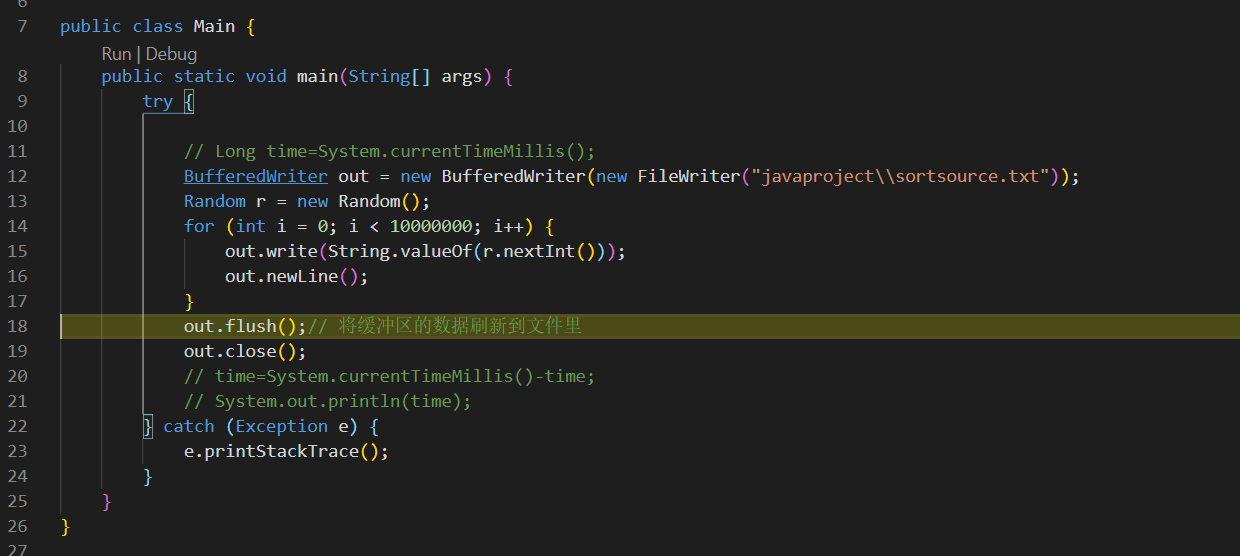 6
7 public class Main {
Run | Debug
8 public static void main(String[] args) {
9 try {
10
11 // Long time=System.currentTimeMillis();
12 BufferedWriter out = new BufferedWriter(new FileWriter("javaproject\\sortsource.txt"));
13 Random r = new Random();
14 for (int i = 0; i < 10000000; i++) {
15 out.write(String.valueOf(r.nextInt()));
16 out.newLine();
17 }
18 out.flush();// 将缓冲区的数据刷新到文件里
19 out.close();
20 // time=System.currentTimeMillis()-time;
21 // System.out.println(time);
22 } catch (Exception e) {
23 e.printStackTrace();
24 }
25 }
26 }
27